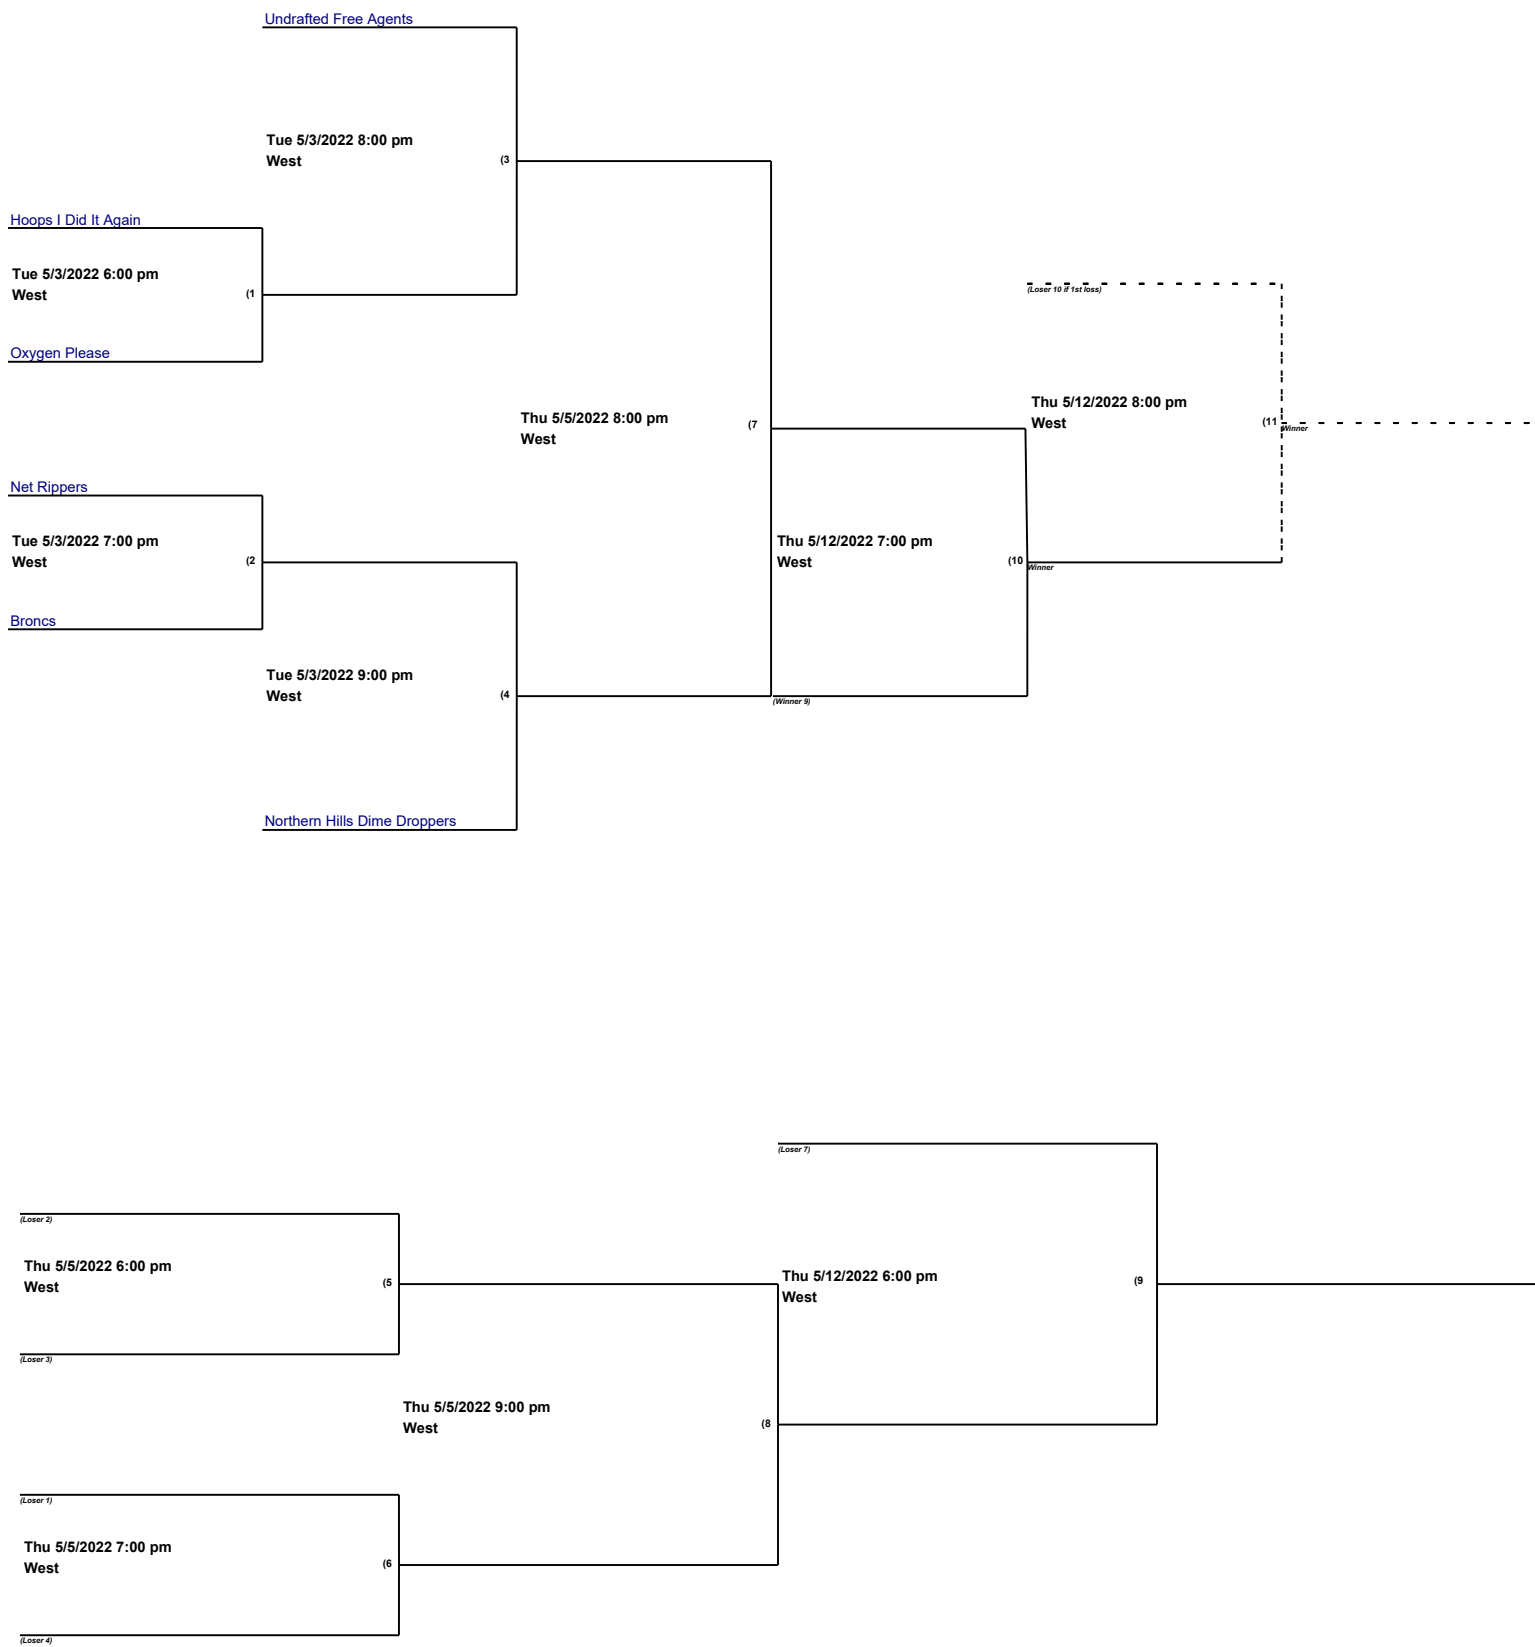 Undrafted Free Agents
Tue 5/3/2022 8:00 pm
West
(3
Hoops I Did It Again
Tue 5/3/2022 6:00 pm
West
(1
Oxygen Please
(Loser 10 if 1st loss)
Thu 5/12/2022 8:00 pm
West
(11
Winner
Thu 5/5/2022 8:00 pm
West
(7
Net Rippers
Tue 5/3/2022 7:00 pm
West
(2
Broncs
Thu 5/12/2022 7:00 pm
West
(10
Winner
Tue 5/3/2022 9:00 pm
West
(4
(Winner 9)
Northern Hills Dime Droppers
(Loser 7)
(Loser 2)
Thu 5/5/2022 6:00 pm
West
(5
Thu 5/12/2022 6:00 pm
West
(9
(Loser 3)
Thu 5/5/2022 9:00 pm
West
(8
(Loser 1)
Thu 5/5/2022 7:00 pm
West
(6
(Loser 4)